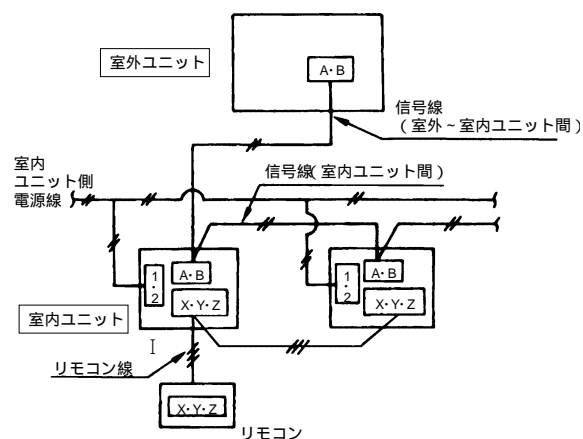 室外ユニット
A・B
信号線
(室外～室内ユニット間)
室内
ユニット側
電源線
信号線(室内ユニット間)
1・2
A・B
X・Y・Z
1・2
A・B
X・Y・Z
室内ユニット
I
リモコン線
X・Y・Z
リモコン